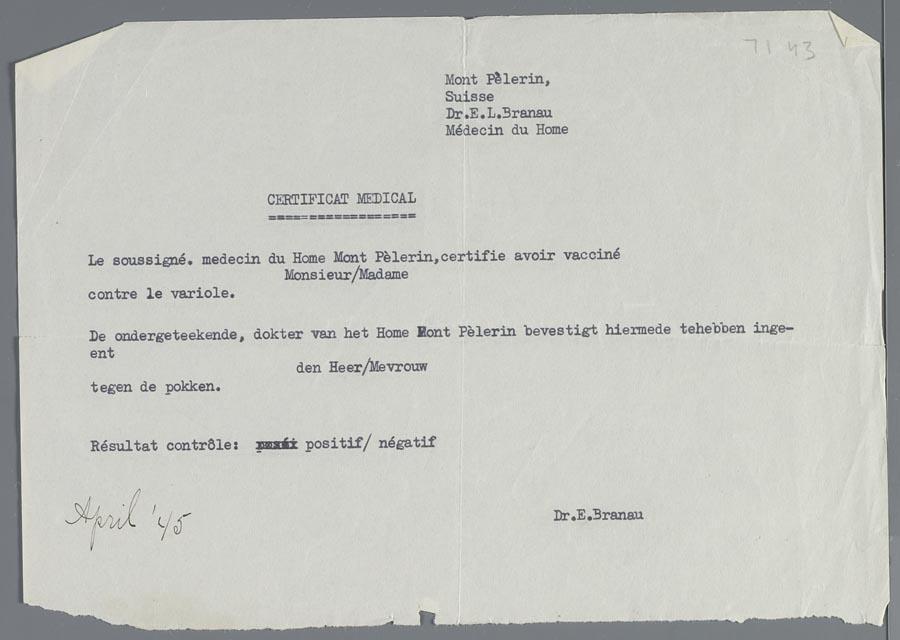 71 43
Mont Pèlerin,
Suisse
Dr.E.L.Branau
Médecin du Home
CERTIFICAT MEDICAL
==================
Le soussigné. medecin du Home Mont Pèlerin,certifie avoir vacciné
Monsieur/Madame
contre le variole.
De ondergeteekende, dokter van het Home Mont Pèlerin bevestigt hiermede tehebben inge-
ent
den Heer/Mevrouw
tegen de pokken.
Résultat contrôle: positif/ négatif
April '45
Dr.E.Branau